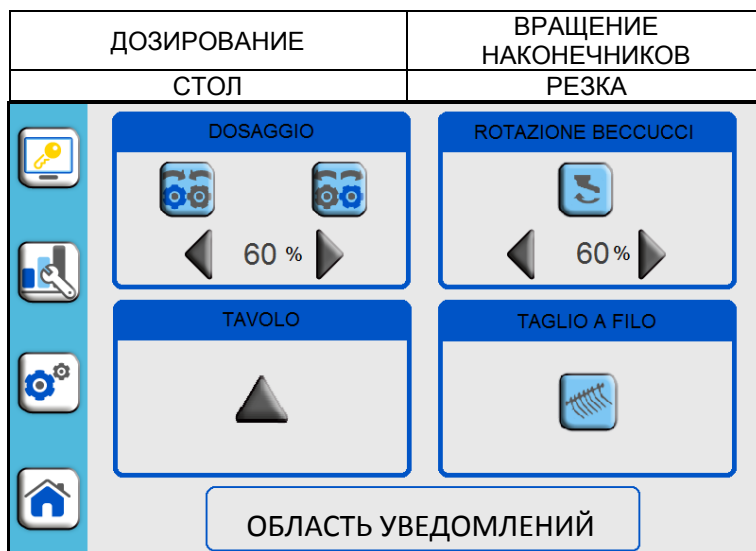 ДОЗИРОВАНИЕ
ВРАЩЕНИЕ
НАКОНЕЧНИКОВ
СТОЛ
РЕЗКА
DOSAGGIO
ROTAZIONE BECCUCCI
60 %
60 %
TAVOLO
TAGLIO A FILO
ОБЛАСТЬ УВЕДОМЛЕНИЙ